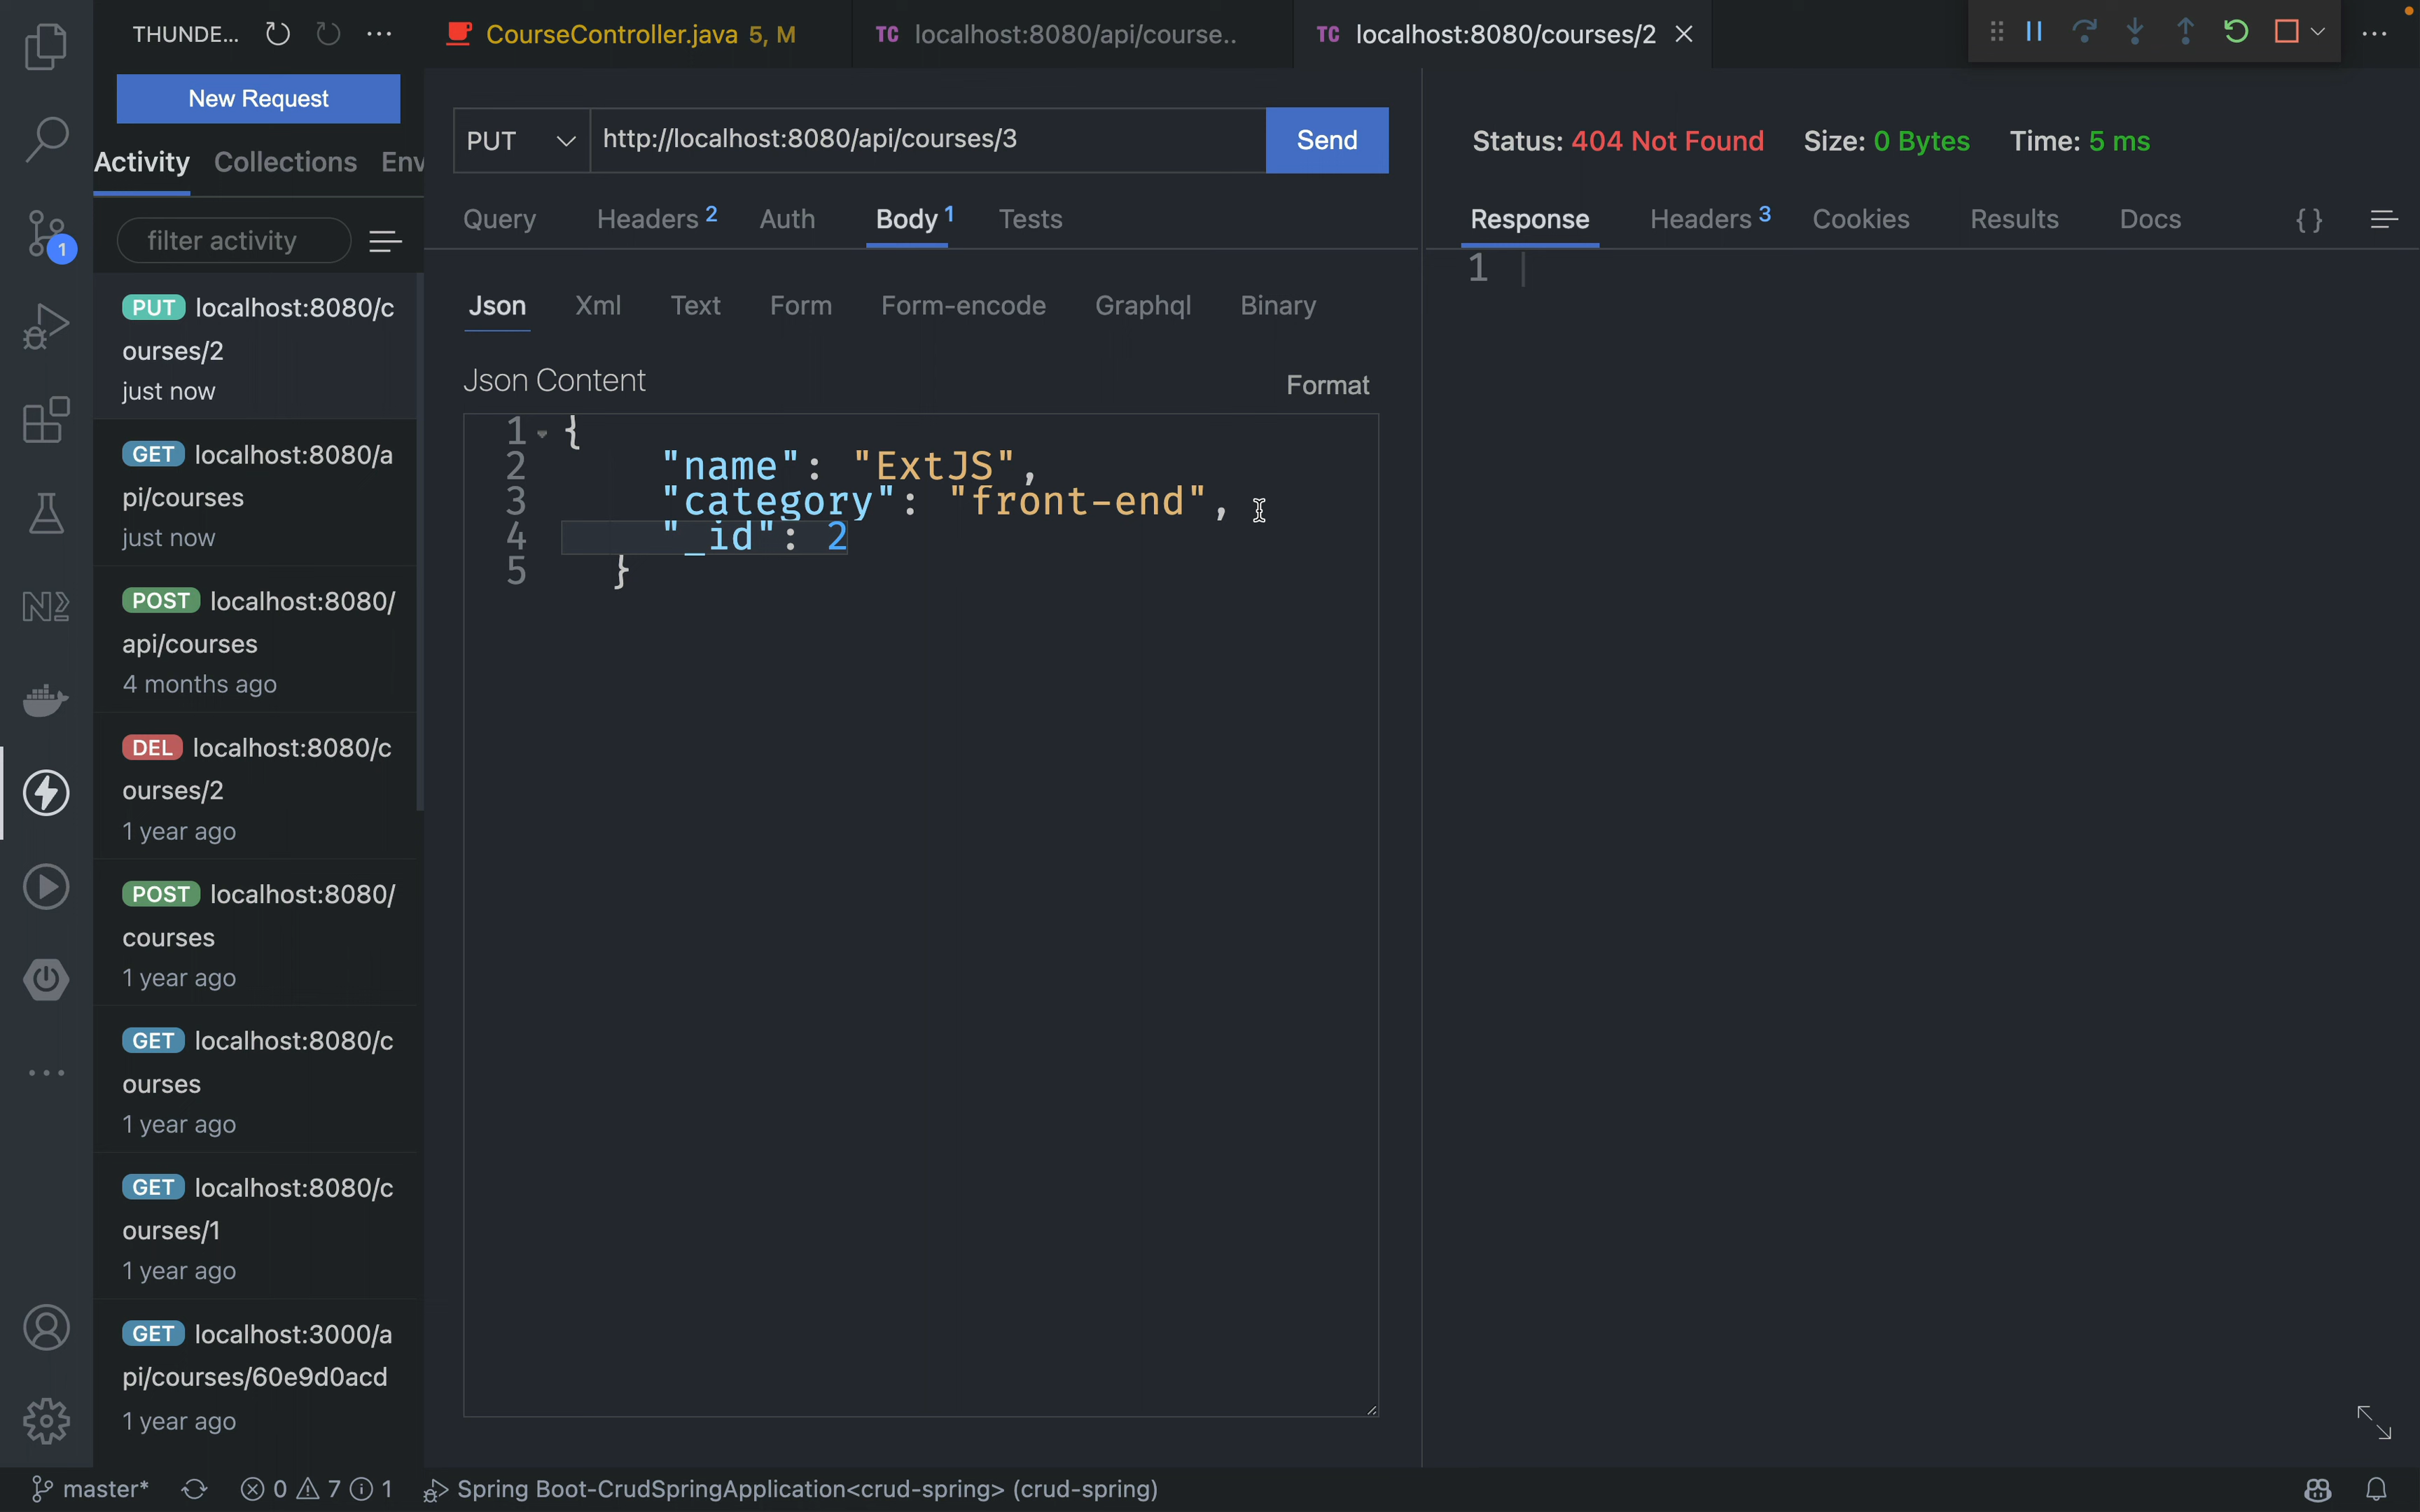 THUNDE...
CourseController.java 5, M
TC localhost:8080/api/course..
TC localhost:8080/courses/2
New Request
Activity Collections Env
filter activity
PUT localhost:8080/c
ourses/2
just now
GET localhost:8080/a
pi/courses
just now
POST localhost:8080/
api/courses
4 months ago
DEL localhost:8080/c
ourses/2
1 year ago
POST localhost:8080/
courses
1 year ago
GET localhost:8080/c
ourses
1 year ago
GET localhost:8080/c
ourses/1
1 year ago
GET localhost:3000/a
pi/courses/60e9d0acd
1 year ago
1
PUT http://localhost:8080/api/courses/3 Send
Query Headers 2 Auth Body 1 Tests
Json Xml Text Form Form-encode Graphql Binary
Json Content Format
1 {
2 "name": "ExtJS",
3 "category": "front-end",
4 "_id": 2
5 }
Status: 404 Not Found Size: 0 Bytes Time: 5 ms
Response Headers 3 Cookies Results Docs {}
1
master* 0 7 1 Spring Boot-CrudSpringApplication<crud-spring> (crud-spring)